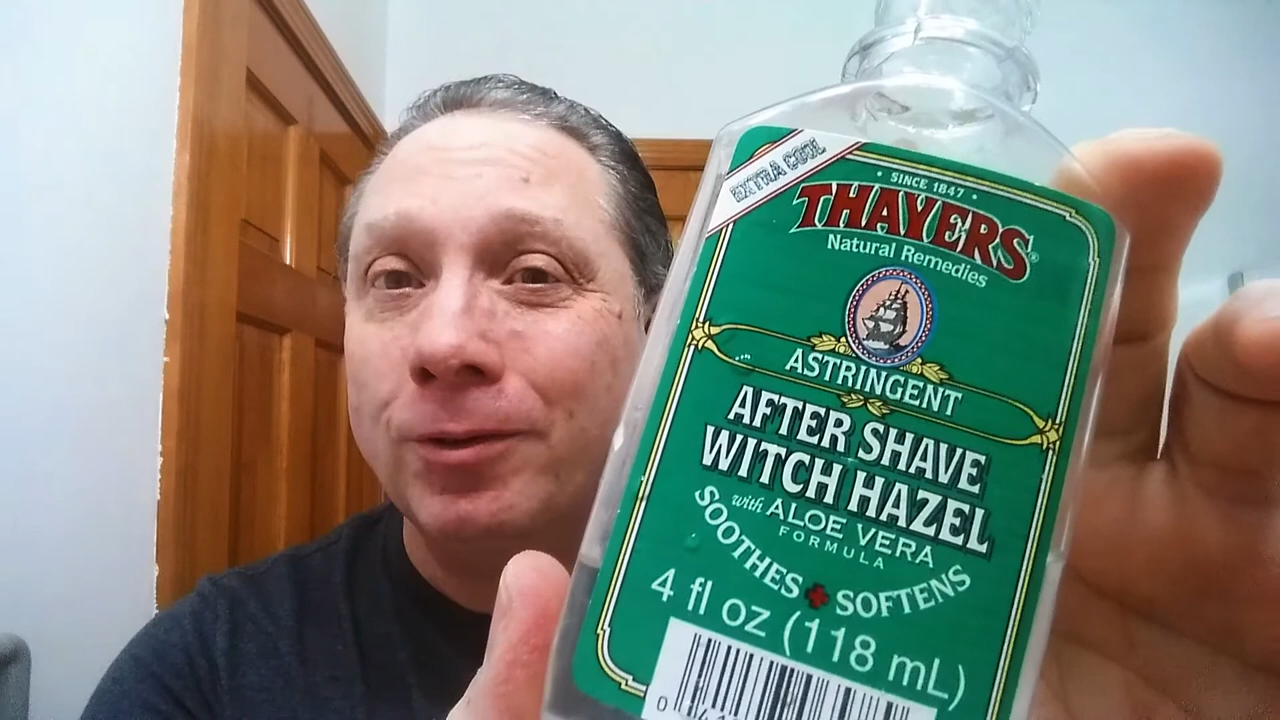 EXTRA COOL
• SINCE 1847 •
THAYERS®
Natural Remedies
ASTRINGENT
AFTER SHAVE
WITCH HAZEL
with ALOE VERA
FORMULA
SOOTHES SOFTENS
4 fl oz (118 mL)
0